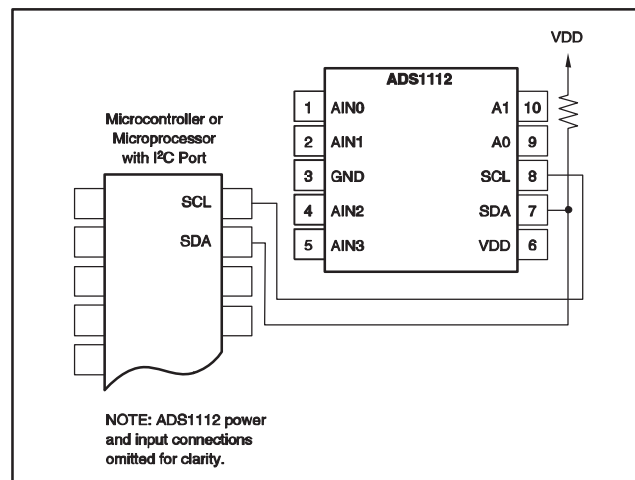 VDD
ADS1112
1 AIN0 A1 10
2 AIN1 A0 9
3 GND SCL 8
4 AIN2 SDA 7
5 AIN3 VDD 6
Microcontroller or
Microprocessor
with I²C Port
SCL
SDA
NOTE: ADS1112 power
and input connections
omitted for clarity.